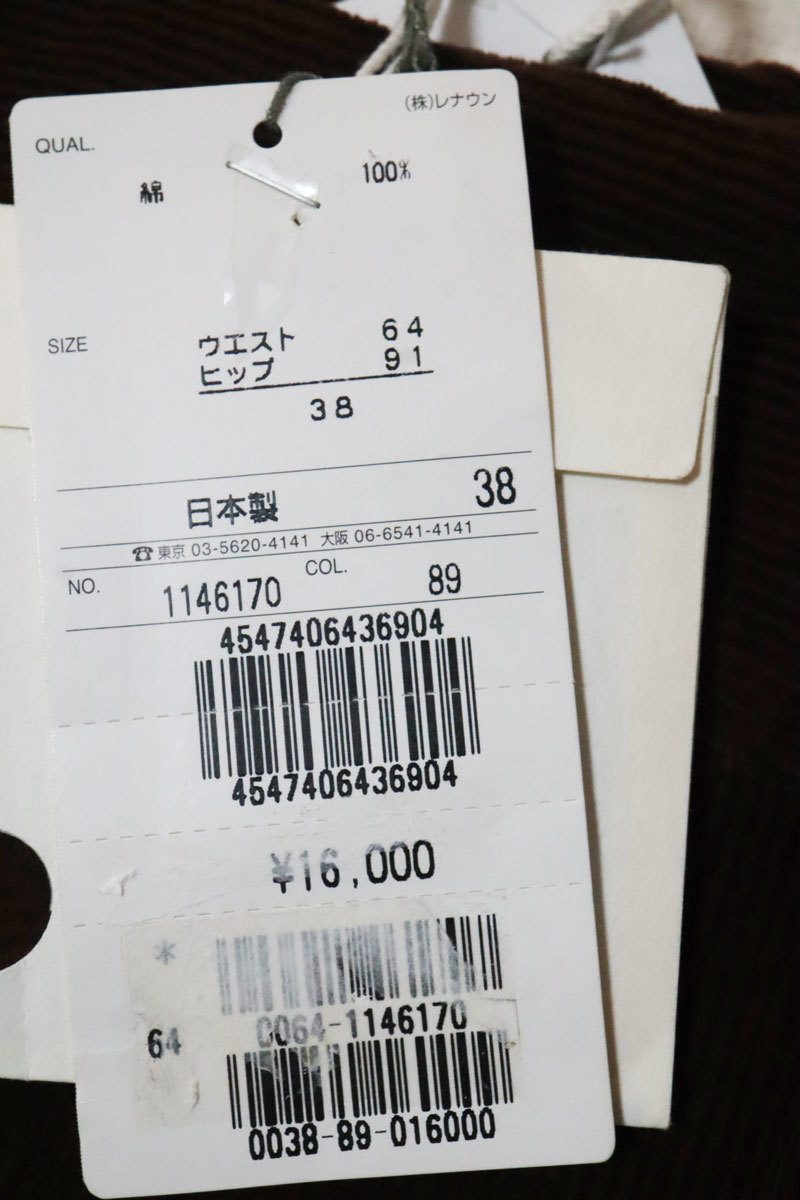 (株)レナウン
QUAL.
綿 100%
SIZE
ウエスト 64
ヒップ 91
38
日本製 38
☎東京 03-5620-4141 大阪 06-6541-4141
NO. 1146170 COL. 89
4547406436904
4547406436904
¥16,000
*
64
0064-1146170
0038-89-016000